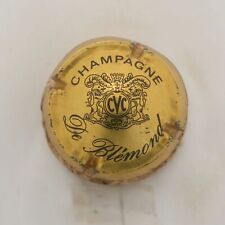 CHAMPAGNE
CVC
De Blémond